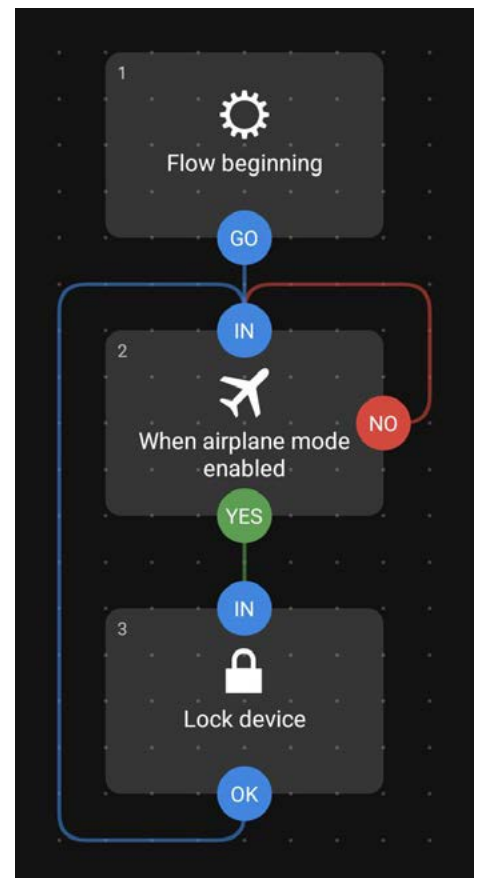 1
Flow beginning
GO
IN
2
When airplane mode
enabled
NO
YES
IN
3
Lock device
OK